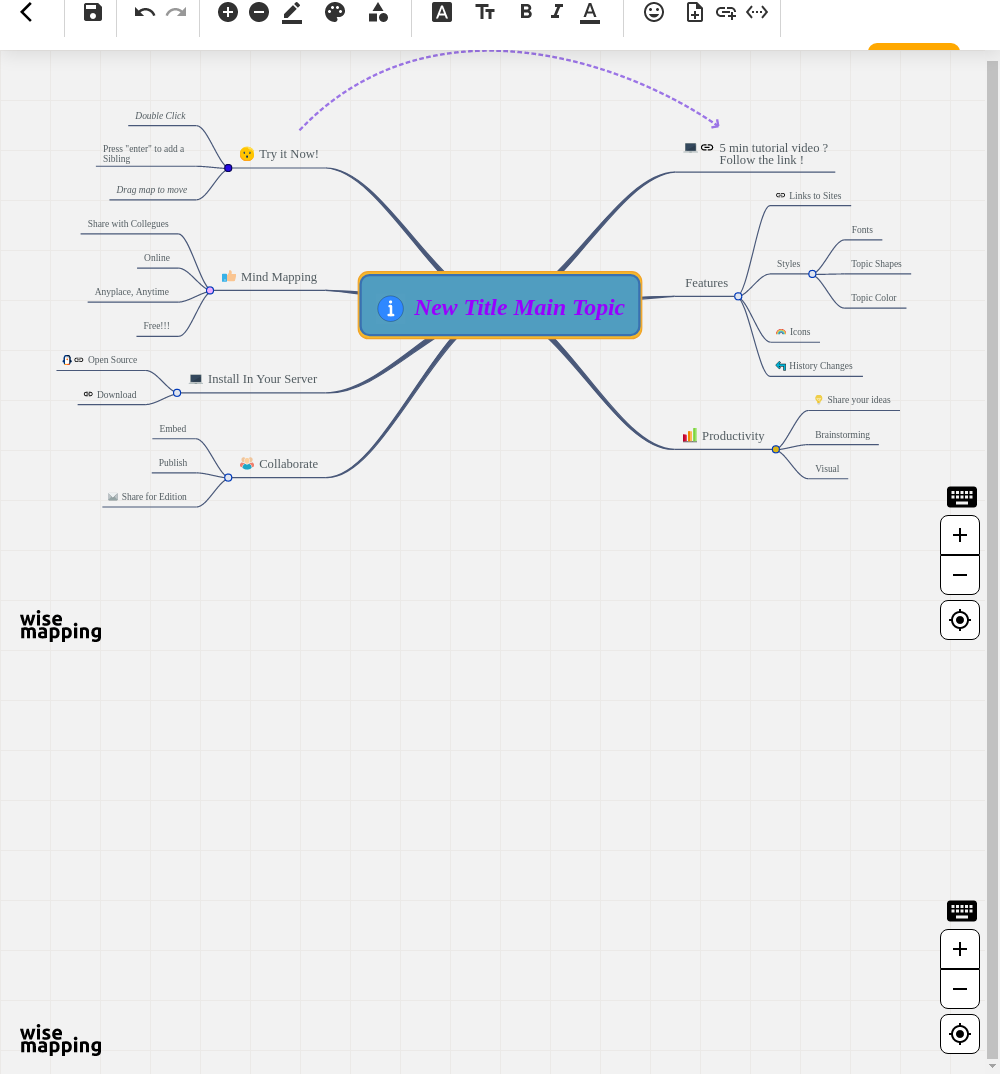 Double Click
Press "enter" to add a
Sibling
Drag map to move
Try it Now!
Share with Collegues
Online
Anyplace, Anytime
Free!!!
Mind Mapping
Open Source
Download
Install In Your Server
Embed
Publish
Share for Edition
Collaborate
New Title Main Topic
5 min tutorial video ?
Follow the link !
Features
Links to Sites
Styles
Fonts
Topic Shapes
Topic Color
Icons
History Changes
Productivity
Share your ideas
Brainstorming
Visual
wise
mapping
wise
mapping